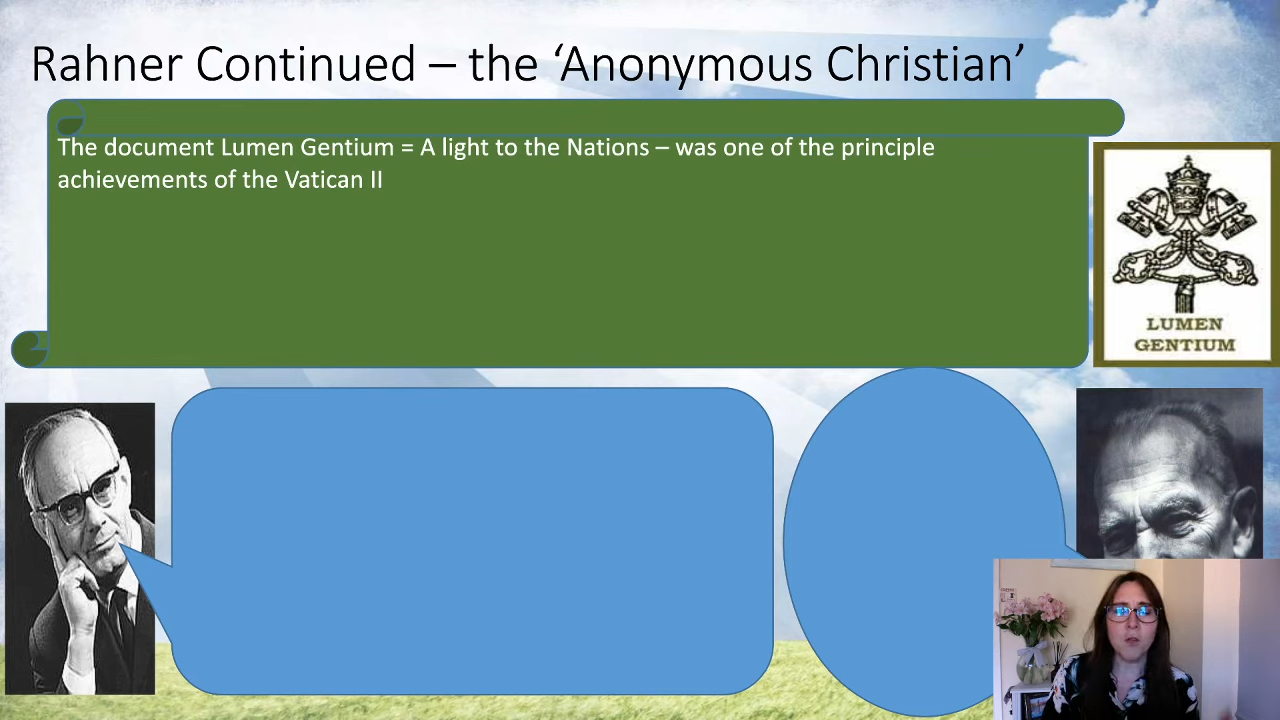 Rahner Continued – the ‘Anonymous Christian’
The document Lumen Gentium = A light to the Nations – was one of the principle
achievements of the Vatican II
LUMEN
GENTIUM